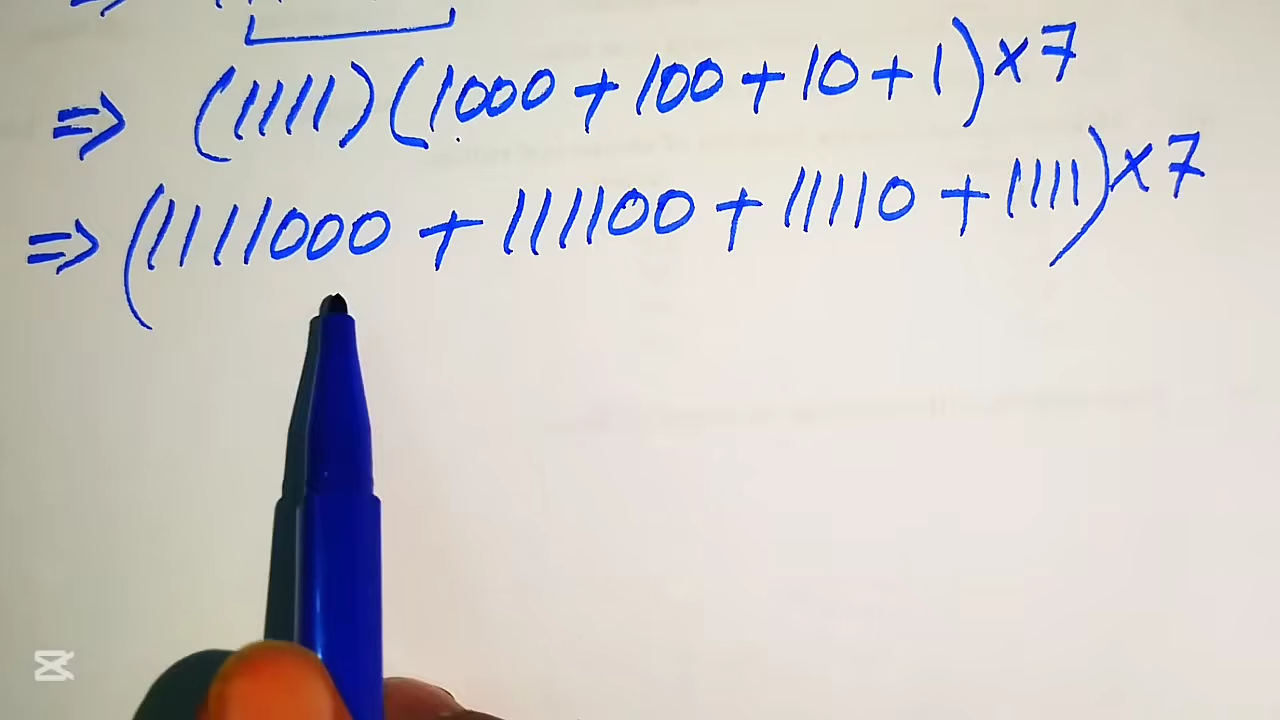 ⇒ (1111)(1000 + 100 + 10 + 1) × 7
⇒ (1111000 + 111100 + 11110 + 1111) × 7